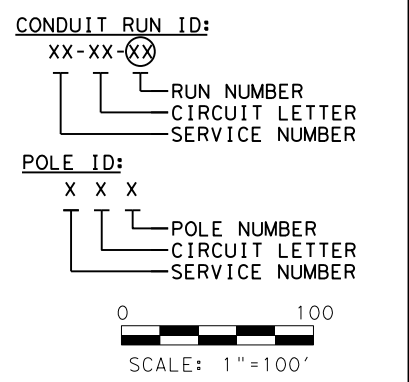 CONDUIT RUN ID:
XX-XX-XX
RUN NUMBER
CIRCUIT LETTER
SERVICE NUMBER
POLE ID:
X X X
POLE NUMBER
CIRCUIT LETTER
SERVICE NUMBER
0 100
SCALE: 1"=100'